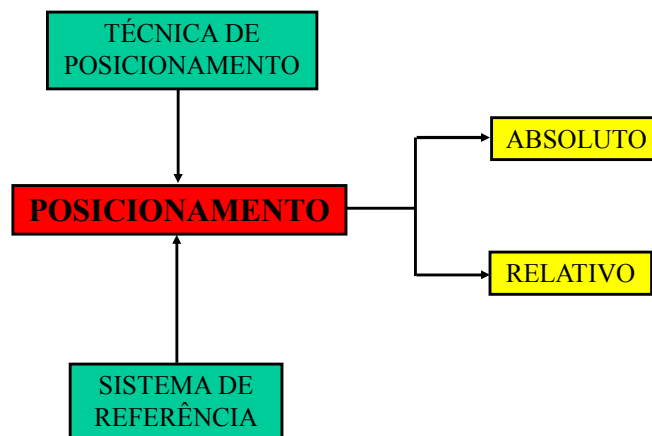 TÉCNICA DE
POSICIONAMENTO
ABSOLUTO
POSICIONAMENTO
RELATIVO
SISTEMA DE
REFERÊNCIA